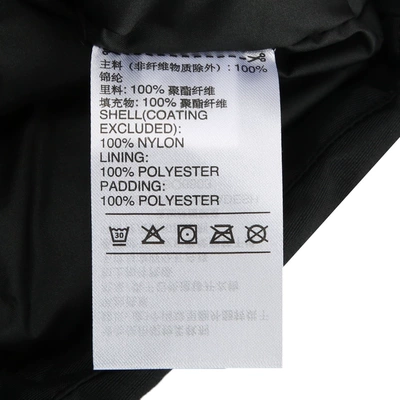 主料（非纤维物质除外）: 100%
锦纶
里料: 100% 聚酯纤维
填充物: 100% 聚酯纤维
SHELL(COATING
EXCLUDED):
100% NYLON
LINING:
100% POLYESTER
PADDING:
100% POLYESTER
30